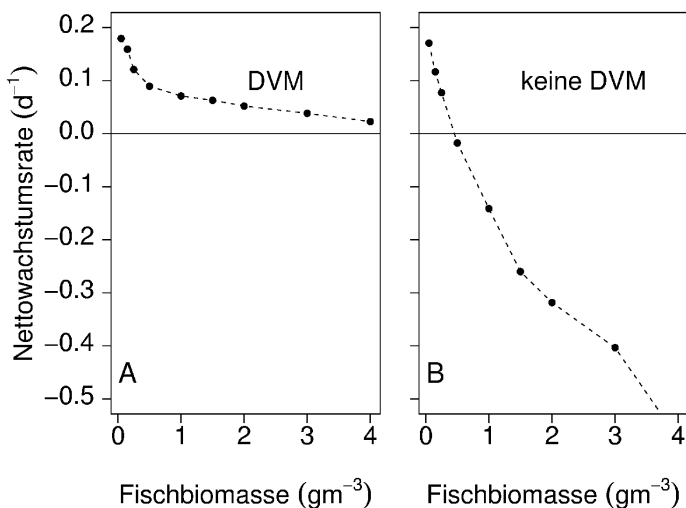 Nettowachstumsrate (d⁻¹)
0.2
0.1
0.0
−0.1
−0.2
−0.3
−0.4
−0.5
DVM
A
0 1 2 3 4
Fischbiomasse (gm⁻³)
keine DVM
B
0 1 2 3 4
Fischbiomasse (gm⁻³)